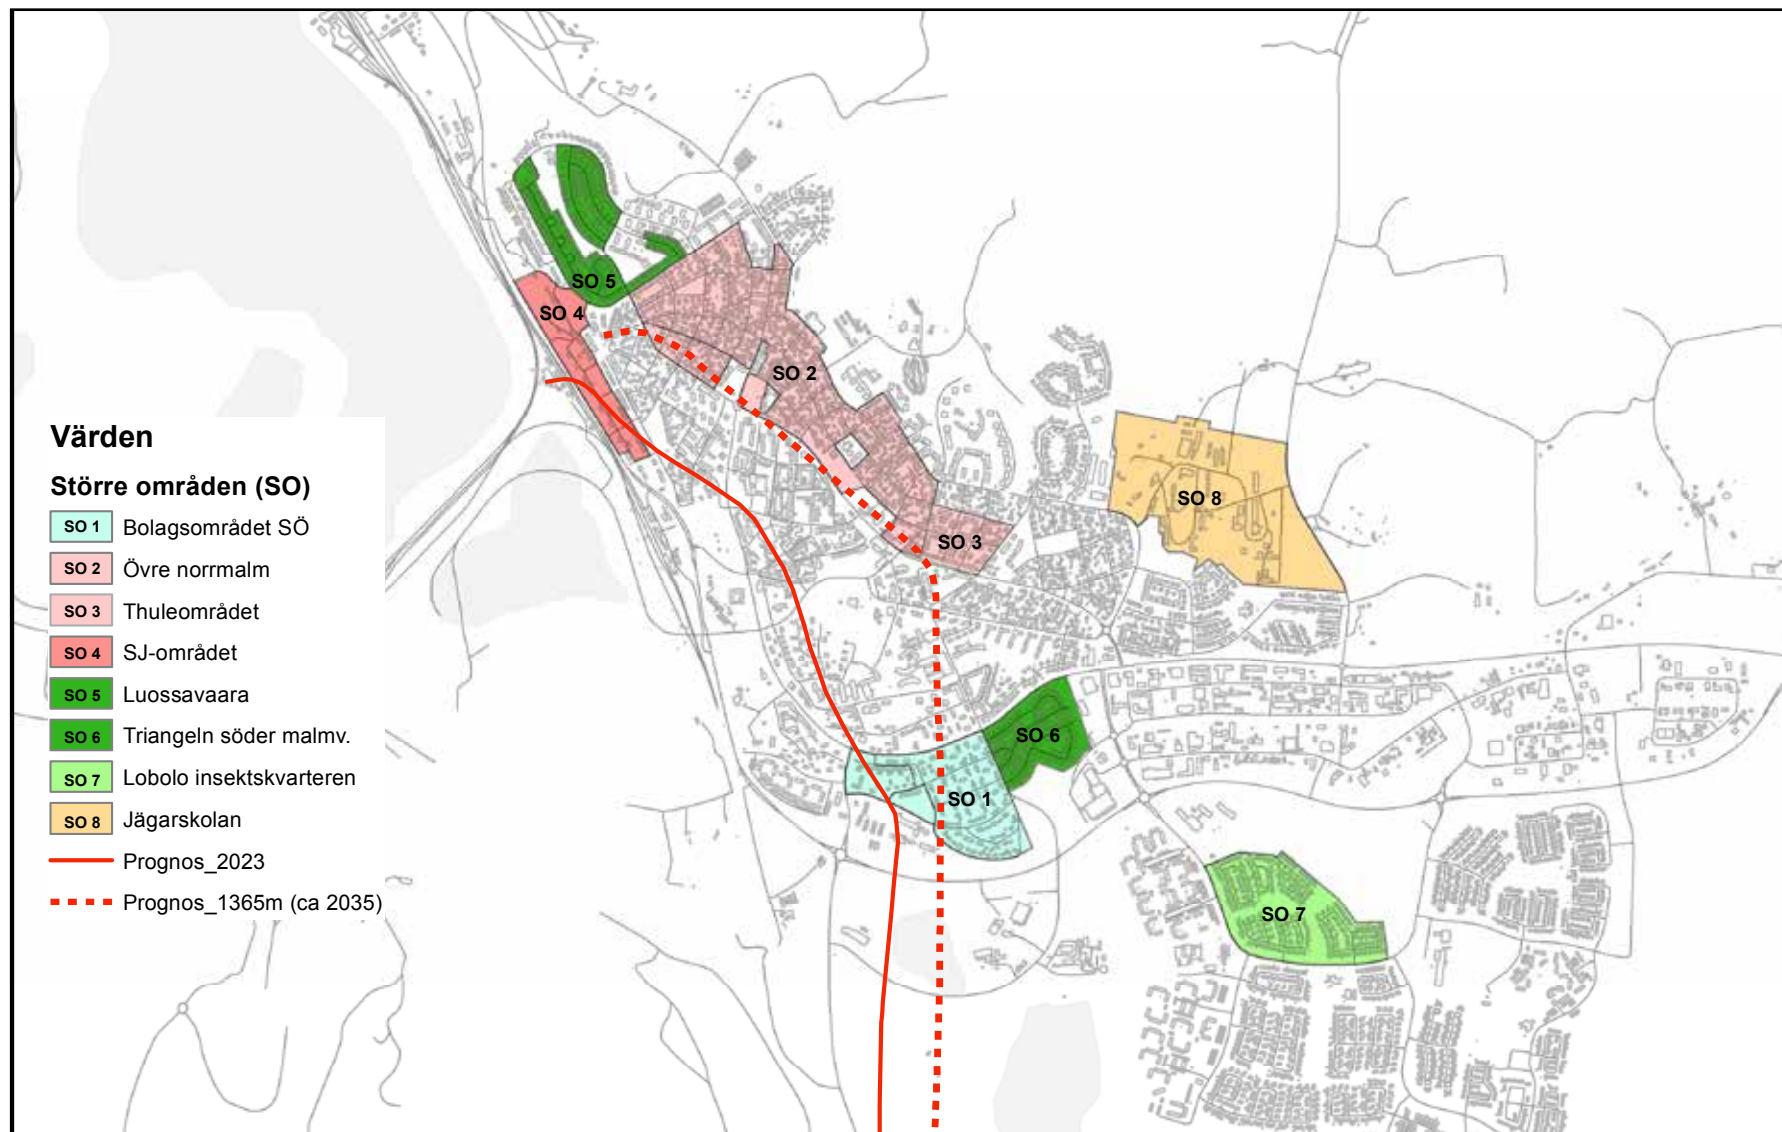 SO 5
SO 4
SO 2
SO 3
SO 8
SO 6
SO 1
SO 7
Värden
Större områden (SO)
SO 1 Bolagsområdet SÖ
SO 2 Övre norrmalm
SO 3 Thuleområdet
SO 4 SJ-området
SO 5 Luossavaara
SO 6 Triangeln söder malmv.
SO 7 Lobolo insektskvarteren
SO 8 Jägarskolan
Prognos_2023
Prognos_1365m (ca 2035)